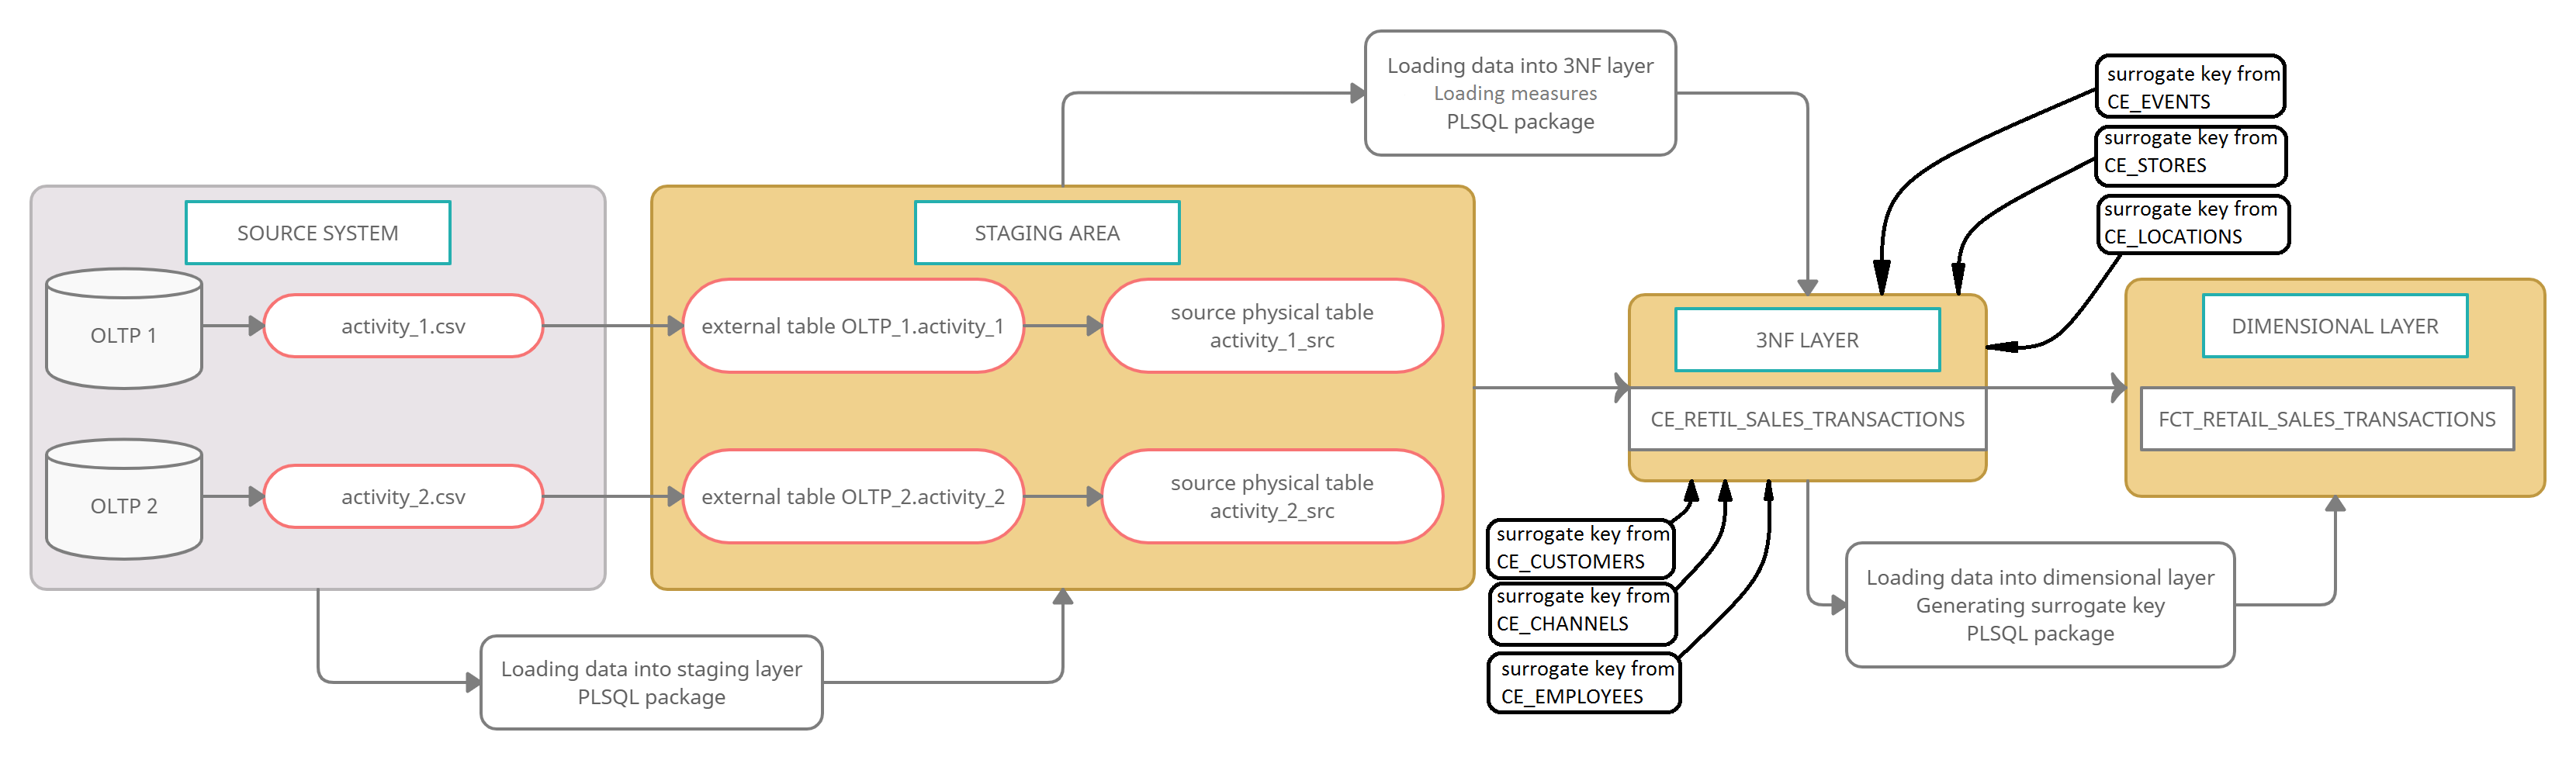 Loading data into 3NF layer
Loading measures
PLSQL package
surrogate key from
CE_EVENTS
surrogate key from
CE_STORES
surrogate key from
CE_LOCATIONS
SOURCE SYSTEM
OLTP 1
activity_1.csv
OLTP 2
activity_2.csv
STAGING AREA
external table OLTP_1.activity_1
source physical table
activity_1_src
external table OLTP_2.activity_2
source physical table
activity_2_src
3NF LAYER
CE_RETIL_SALES_TRANSACTIONS
DIMENSIONAL LAYER
FCT_RETAIL_SALES_TRANSACTIONS
surrogate key from
CE_CUSTOMERS
surrogate key from
CE_CHANNELS
surrogate key from
CE_EMPLOYEES
Loading data into dimensional layer
Generating surrogate key
PLSQL package
Loading data into staging layer
PLSQL package